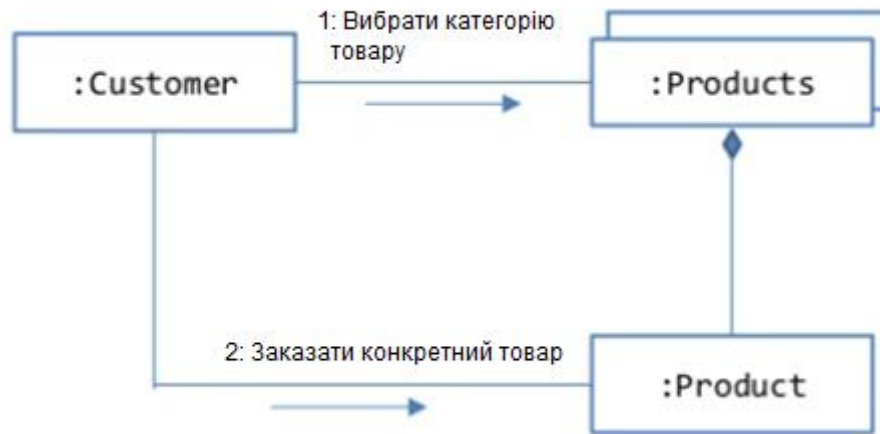 1: Вибрати категорію
товару
:Customer
:Products
2: Заказати конкретний товар
:Product